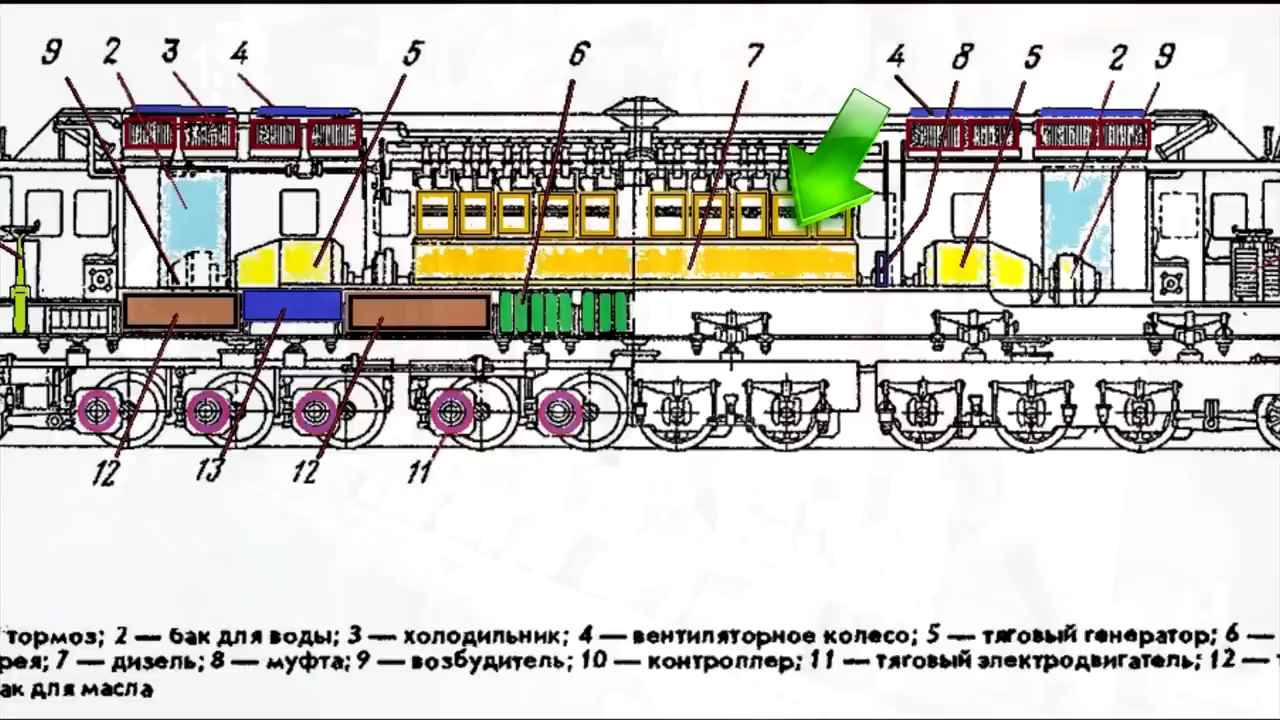 9 2 3 4 5 6 7 4 8 5 2 9
12 13 12 11
тормоз; 2 — бак для воды; 3 — холодильник; 4 — вентиляторное колесо; 5 — тяговый генератор; 6 —
рея; 7 — дизель; 8 — муфта; 9 — возбудитель; 10 — контроллер; 11 — тяговый электродвигатель; 12 —
ак для масла